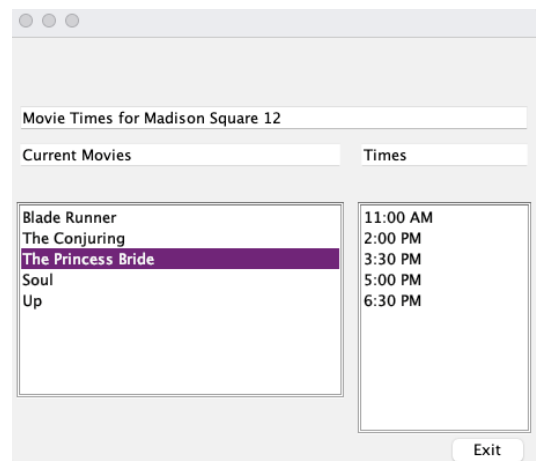 Movie Times for Madison Square 12
Current Movies
Times
Blade Runner
The Conjuring
The Princess Bride
Soul
Up
11:00 AM
2:00 PM
3:30 PM
5:00 PM
6:30 PM
Exit